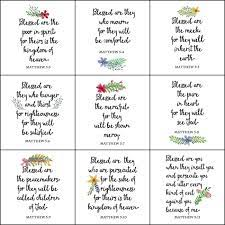 Blessed are the
poor in spirit
for theirs is the
kingdom of
heaven
MATTHEW 5:3
Blessed are they
who mourn
for they will
be comforted
MATTHEW 5:4
Blessed are
the meek
for they will
inherit the
earth
MATTHEW 5:5
Blessed are
they who hunger
and thirst
for righteousness
for they will be
satisfied
MATTHEW 5:6
Blessed are
the merciful
for they will
be shown
mercy
MATTHEW 5:7
Blessed are
the pure
in heart
for they will
see God
MATTHEW 5:8
Blessed are
the peacemakers
for they will be
called children
of God
MATTHEW 5:9
Blessed are they
who are persecuted
for the sake of
righteousness
for theirs is the
kingdom of heaven
MATTHEW 5:10
Blessed are you
when they insult you and
persecute and
utter every
kind of evil
against you
because of me
MATTHEW 5:11